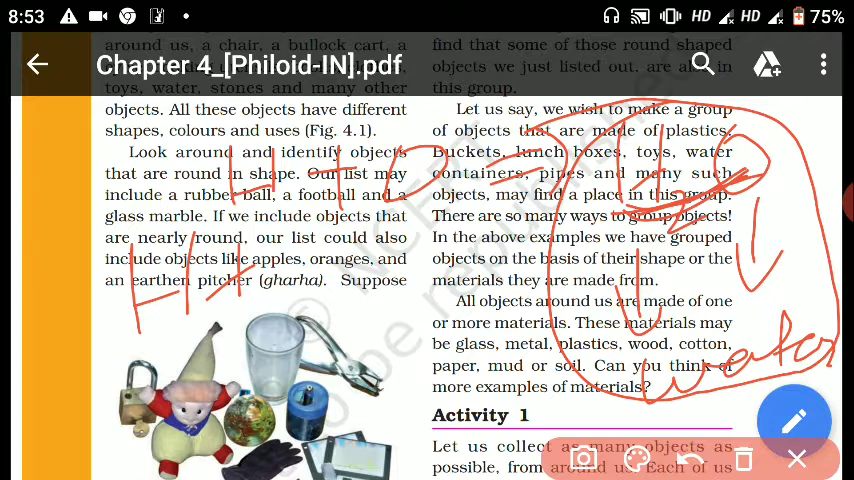 8:53 HD HD 75%
Chapter 4_[Philoid-IN].pdf
around us, a chair, a bullock cart, a
toys, water, stones and many other
objects. All these objects have different
shapes, colours and uses (Fig. 4.1).
Look around and identify objects
that are round in shape. Our list may
include a rubber ball, a football and a
glass marble. If we include objects that
are nearly round, our list could also
include objects like apples, oranges, and
an earthen pitcher (gharha). Suppose
find that some of those round shaped
objects we just listed out, are also in
this group.
Let us say, we wish to make a group
of objects that are made of plastics.
Buckets, lunch boxes, toys, water
containers, pipes and many such
objects, may find a place in this group.
There are so many ways to group objects!
In the above examples we have grouped
objects on the basis of their shape or the
materials they are made from.
All objects around us are made of one
or more materials. These materials may
be glass, metal, plastics, wood, cotton,
paper, mud or soil. Can you think of
more examples of materials?
Activity 1
Let us collect as many objects as
possible, from around us. Each of us
H + O ⇒ H2O
H+
water
© NCERT
to be republished